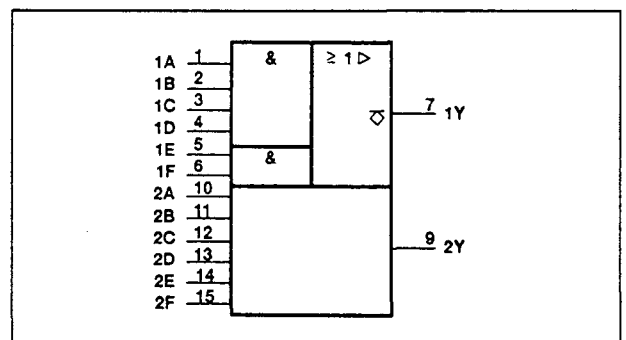 1A 1 & ≥ 1 ▷
1B 2
1C 3
7 1Y
1D 4
1E 5 &
1F 6
2A 10
2B 11
2C 12
9 2Y
2D 13
2E 14
2F 15